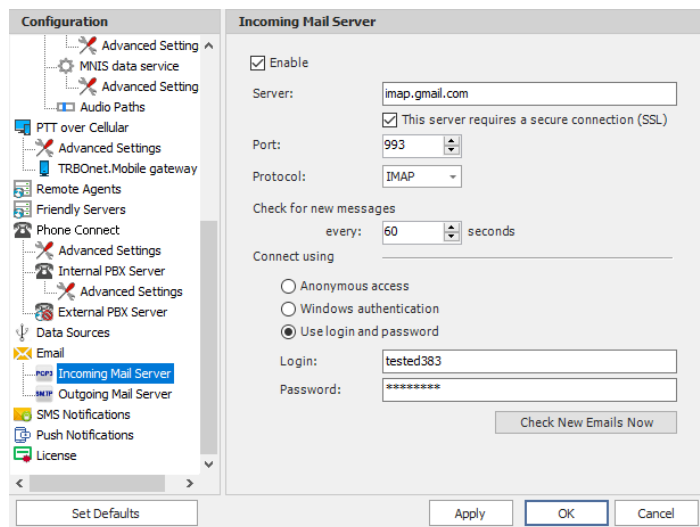 Configuration
Advanced Setting
MNIS data service
Advanced Setting
Audio Paths
PTT over Cellular
Advanced Settings
TRBOnet.Mobile gateway
Remote Agents
Friendly Servers
Phone Connect
Advanced Settings
Internal PBX Server
Advanced Settings
External PBX Server
Data Sources
Email
POP3 Incoming Mail Server
SMTP Outgoing Mail Server
SMS Notifications
Push Notifications
License
Set Defaults
Incoming Mail Server
Enable
Server: imap.gmail.com
This server requires a secure connection (SSL)
Port: 993
Protocol: IMAP
Check for new messages
every: 60 seconds
Connect using
Anonymous access
Windows authentication
Use login and password
Login: tested383
Password: ********
Check New Emails Now
Apply OK Cancel